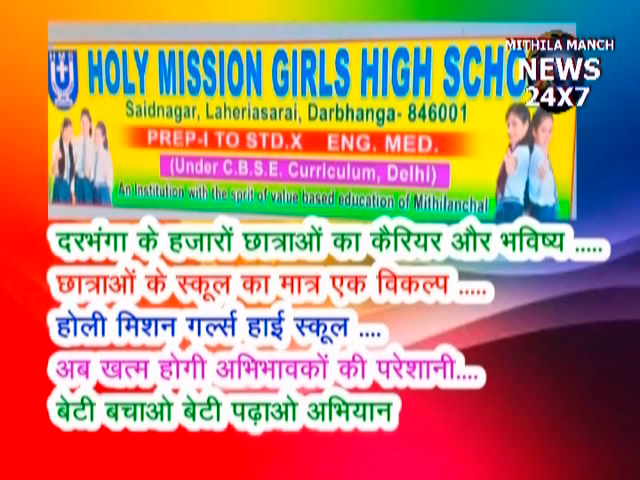 MITHILA MANCH
NEWS
24X7
HOLY MISSION GIRLS HIGH SCHO
Saidnagar, Laheriasarai, Darbhanga- 846001
PREP-I TO STD.X ENG. MED.
(Under C.B.S.E. Curriculum, Delhi)
An Institution with the sprit of value based education of Mithilanchal
दरभंगा के हजारों छात्राओं का कैरियर और भविष्य .....
छात्राओं के स्कूल का मात्र एक विकल्प .....
होली मिशन गर्ल्स हाई स्कूल ....
अब खत्म होगी अभिभावकों की परेशानी....
बेटी बचाओ बेटी पढ़ाओ अभियान